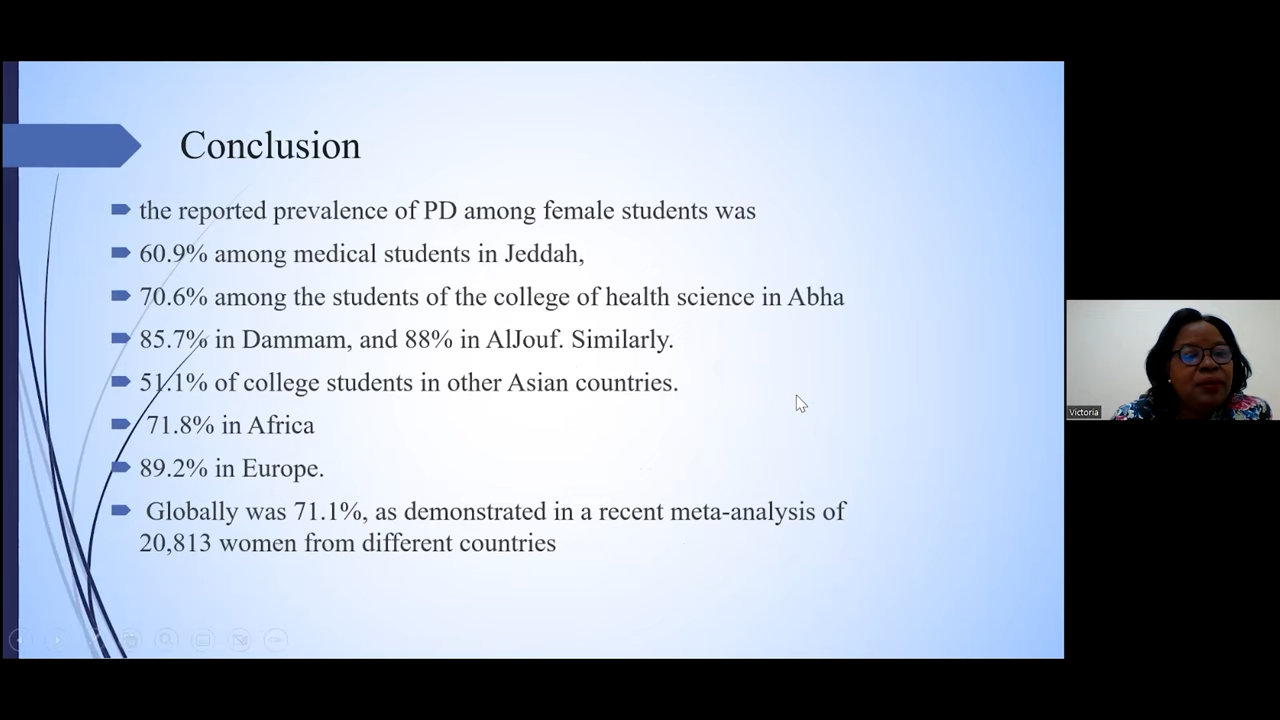 Conclusion
the reported prevalence of PD among female students was
60.9% among medical students in Jeddah,
70.6% among the students of the college of health science in Abha
85.7% in Dammam, and 88% in AlJouf. Similarly.
51.1% of college students in other Asian countries.
71.8% in Africa
89.2% in Europe.
Globally was 71.1%, as demonstrated in a recent meta-analysis of
20,813 women from different countries
Victoria